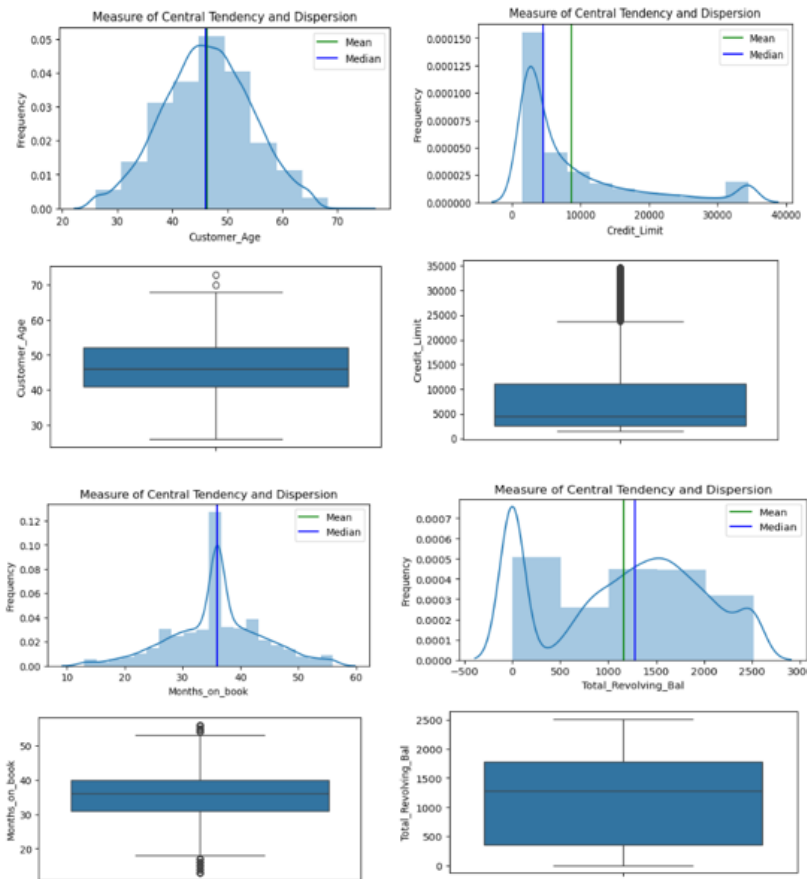 Measure of Central Tendency and Dispersion
0.05
0.04
0.03
0.02
0.01
0.00
Frequency
Mean
Median
20 30 40 50 60 70
Customer_Age
Measure of Central Tendency and Dispersion
0.000150
0.000125
0.000100
0.000075
0.000050
0.000025
0.000000
Frequency
Mean
Median
0 10000 20000 30000 40000
Credit_Limit
70
60
50
40
30
Customer_Age
35000
30000
25000
20000
15000
10000
5000
0
Credit_Limit
Measure of Central Tendency and Dispersion
0.12
0.10
0.08
0.06
0.04
0.02
0.00
Frequency
Mean
Median
10 20 30 40 50 60
Months_on_book
Measure of Central Tendency and Dispersion
0.0007
0.0006
0.0005
0.0004
0.0003
0.0002
0.0001
0.0000
Frequency
Mean
Median
-500 0 500 1000 1500 2000 2500 3000
Total_Revolving_Bal
50
40
30
20
Months_on_book
2500
2000
1500
1000
500
0
Total_Revolving_Bal